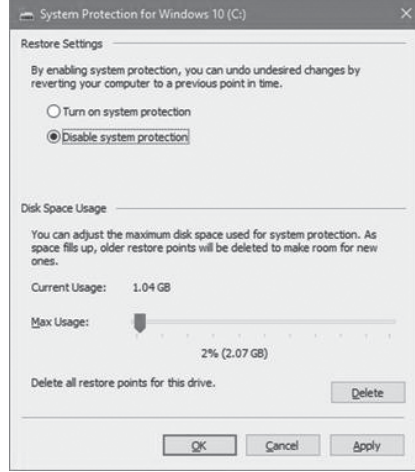 System Protection for Windows 10 (C:)
Restore Settings
By enabling system protection, you can undo undesired changes by
reverting your computer to a previous point in time.
Turn on system protection
Disable system protection
Disk Space Usage
You can adjust the maximum disk space used for system protection. As
space fills up, older restore points will be deleted to make room for new
ones.
Current Usage: 1.04 GB
Max Usage:
2% (2.07 GB)
Delete all restore points for this drive.
Delete
OK Cancel Apply